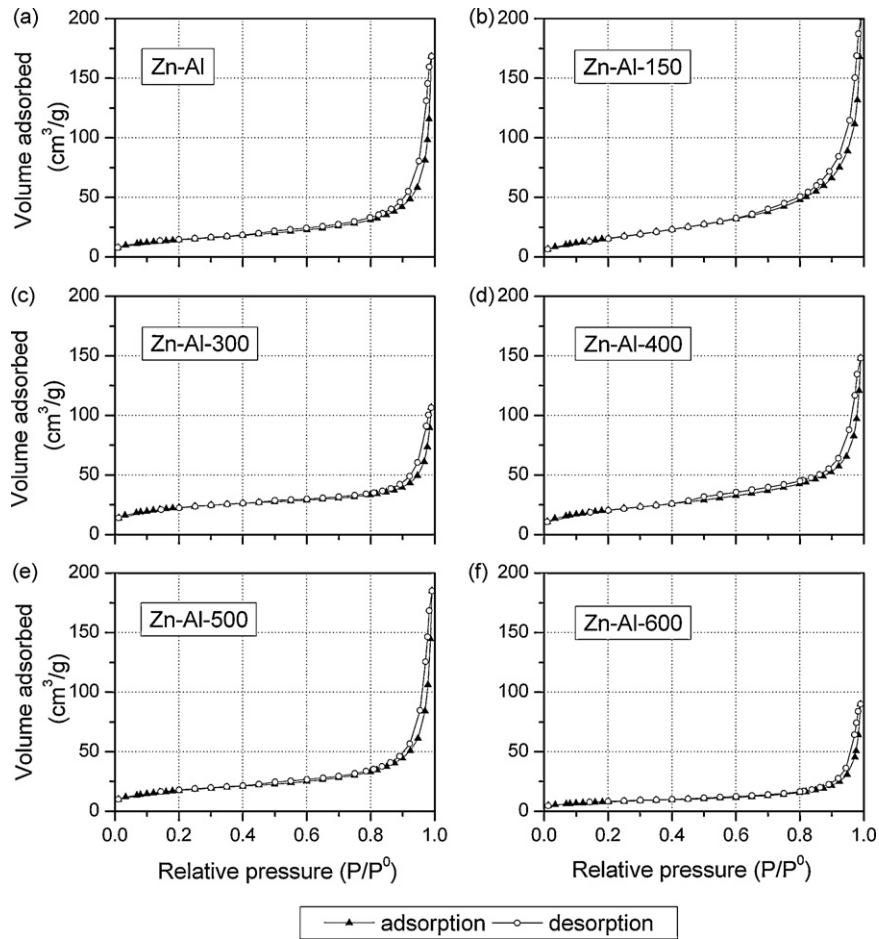 (a)
Zn-Al
200
150
100
50
0
Volume adsorbed
(cm³/g)
(b)
Zn-Al-150
200
150
100
50
0
(c)
Zn-Al-300
200
150
100
50
0
Volume adsorbed
(cm³/g)
(d)
Zn-Al-400
200
150
100
50
0
(e)
Zn-Al-500
200
150
100
50
0
Volume adsorbed
(cm³/g)
0.0 0.2 0.4 0.6 0.8 1.0
Relative pressure (P/P⁰)
(f)
Zn-Al-600
200
150
100
50
0
0.0 0.2 0.4 0.6 0.8 1.0
Relative pressure (P/P⁰)
adsorption desorption